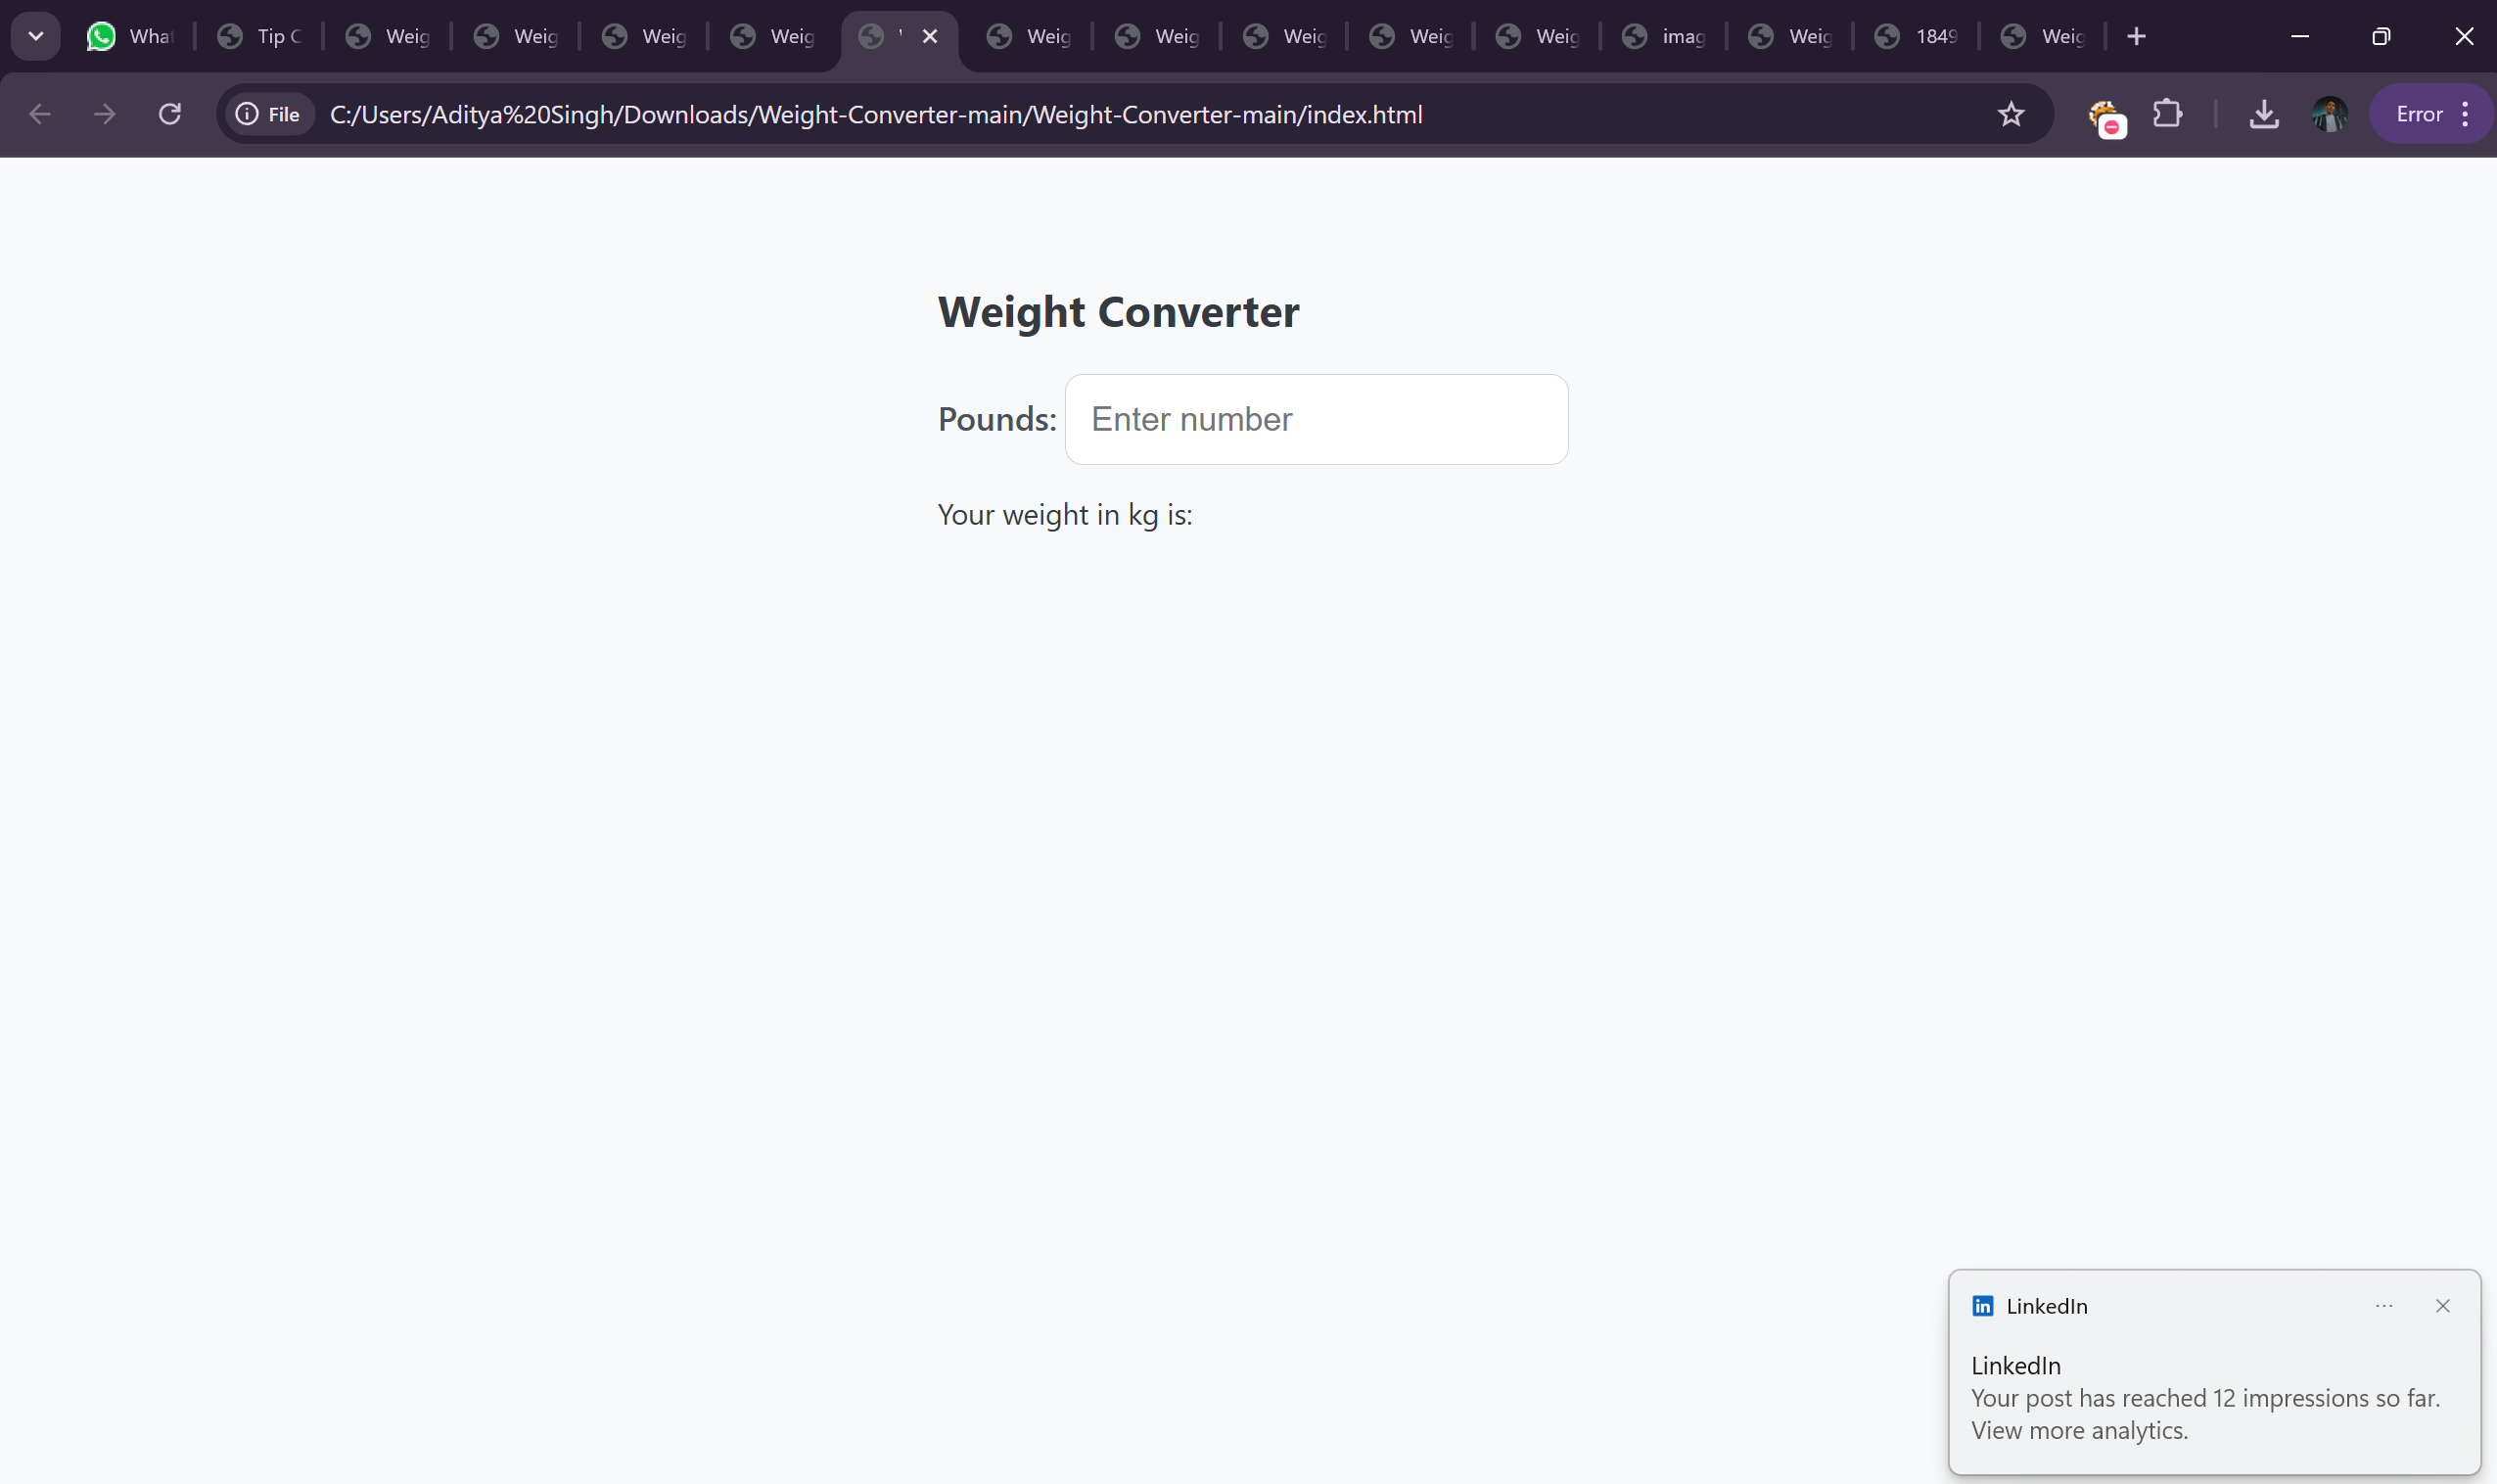 What
Tip C
Weig
Weig
Weig
Weig
Weig
Weig
Weig
Weig
Weig
imag
Weig
1849
Weig
File
C:/Users/Aditya%20Singh/Downloads/Weight-Converter-main/Weight-Converter-main/index.html
Error
Weight Converter
Pounds: Enter number
Your weight in kg is:
LinkedIn
LinkedIn
Your post has reached 12 impressions so far.
View more analytics.